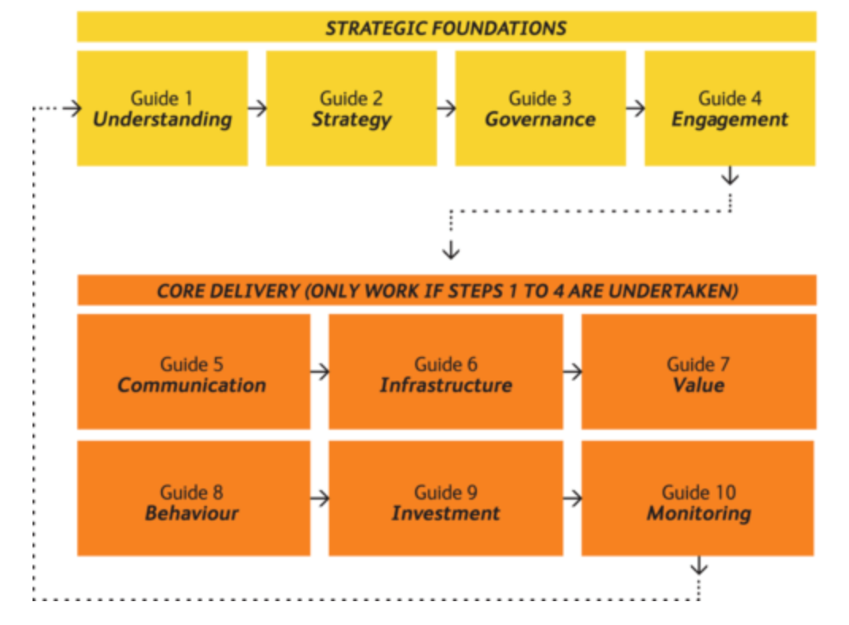 STRATEGIC FOUNDATIONS
Guide 1
Understanding
Guide 2
Strategy
Guide 3
Governance
Guide 4
Engagement
CORE DELIVERY (ONLY WORK IF STEPS 1 TO 4 ARE UNDERTAKEN)
Guide 5
Communication
Guide 6
Infrastructure
Guide 7
Value
Guide 8
Behaviour
Guide 9
Investment
Guide 10
Monitoring